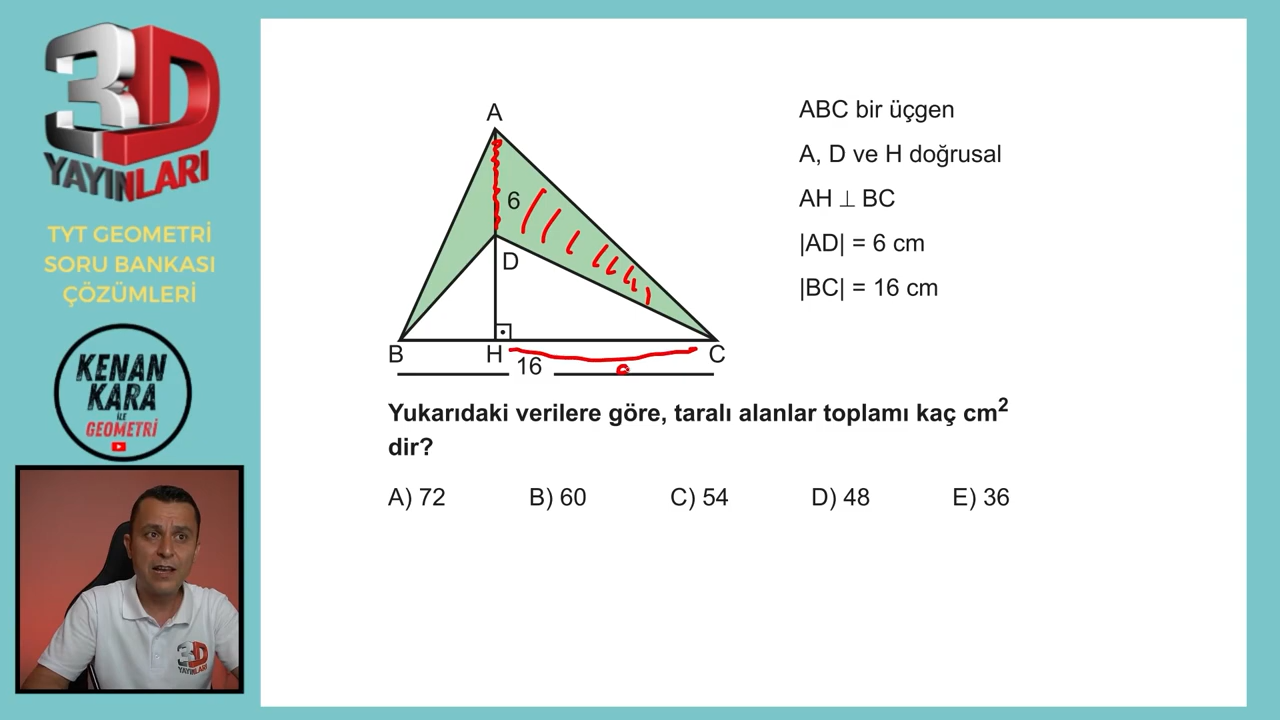 3D
YAYINLARI
TYT GEOMETRİ
SORU BANKASI
ÇÖZÜMLERİ
KENAN
KARA
İLE
GEOMETRİ
3D
YAYINLARI
A
6
D
B
H
C
16
ABC bir üçgen
A, D ve H doğrusal
AH ⊥ BC
|AD| = 6 cm
|BC| = 16 cm
Yukarıdaki verilere göre, taralı alanlar toplamı kaç cm²
dir?
A) 72 B) 60 C) 54 D) 48 E) 36